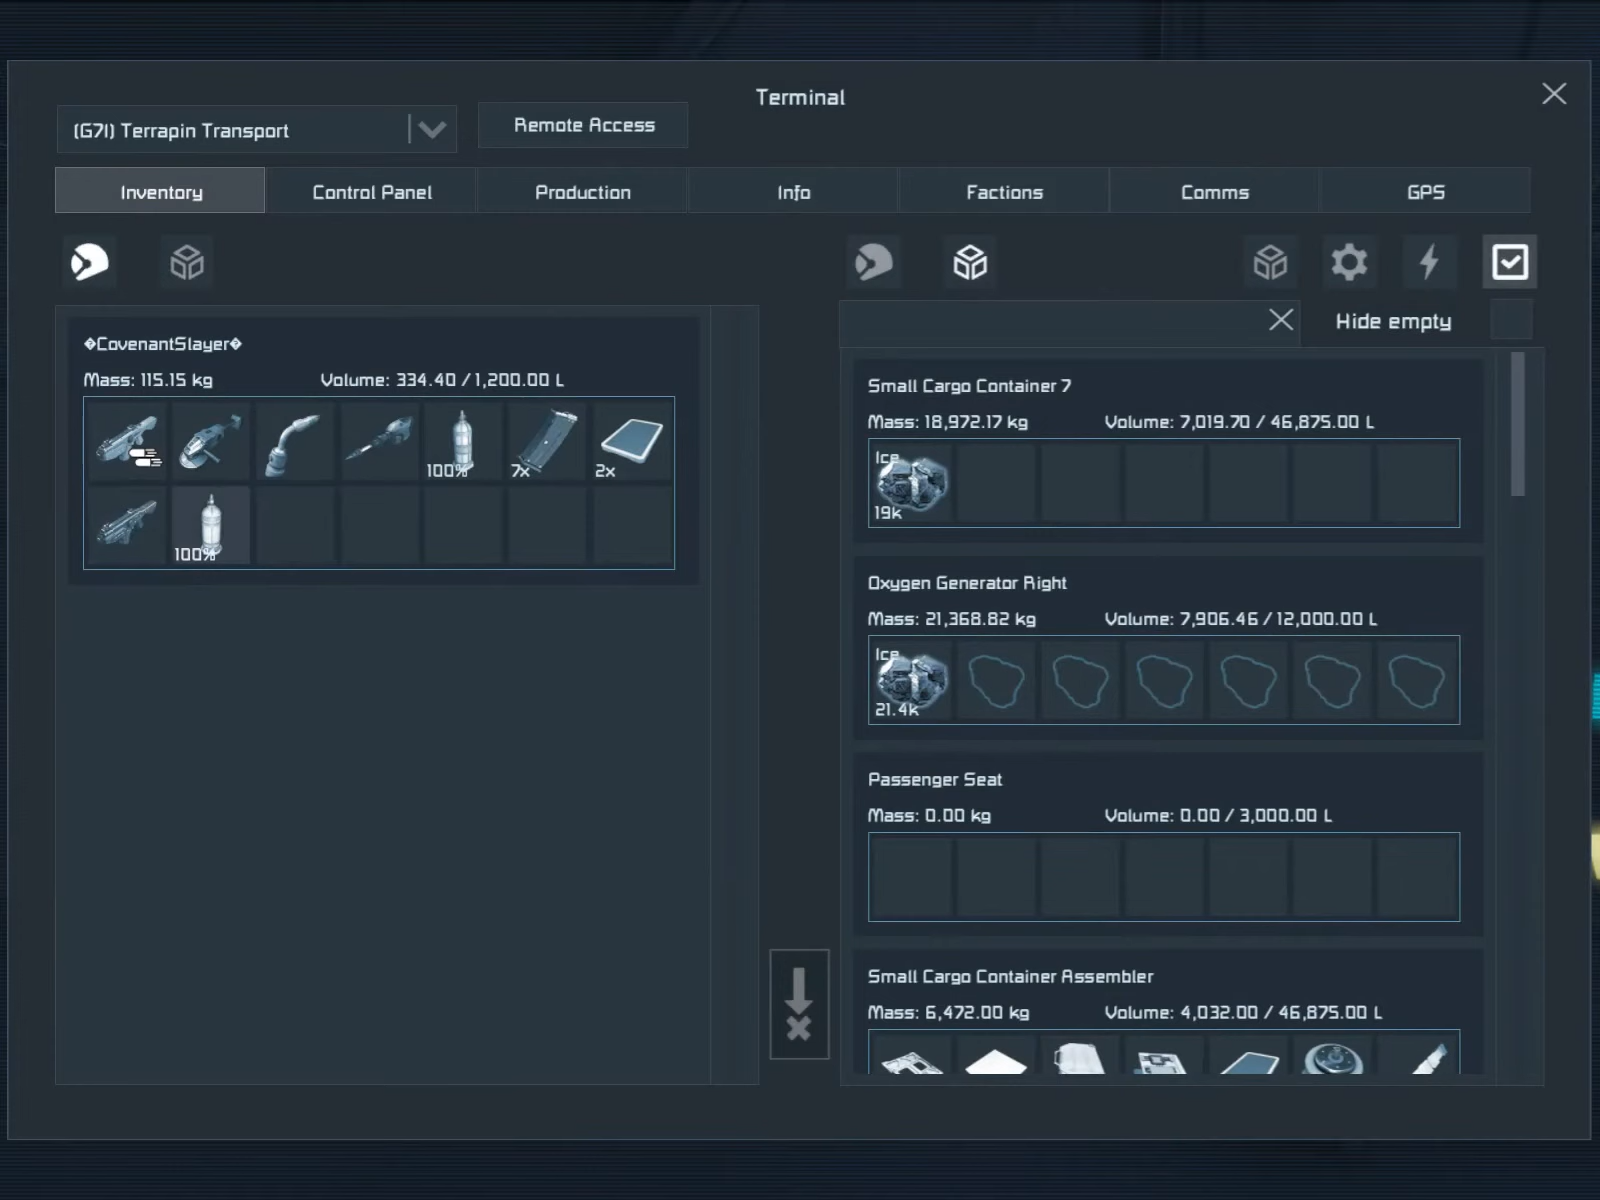 Terminal
(G71) Terrapin Transport
Remote Access
Inventory
Control Panel
Production
Info
Factions
Comms
GPS
Hide empty
�CovenantSlayer�
Mass: 115.15 kg
Volume: 334.40 / 1,200.00 L
100%
7x
2x
100%
Small Cargo Container 7
Mass: 18,972.17 kg
Volume: 7,019.70 / 46,875.00 L
Ice
19k
Oxygen Generator Right
Mass: 21,368.82 kg
Volume: 7,906.46 / 12,000.00 L
Ice
21.4k
Passenger Seat
Mass: 0.00 kg
Volume: 0.00 / 3,000.00 L
Small Cargo Container Assembler
Mass: 6,472.00 kg
Volume: 4,032.00 / 46,875.00 L